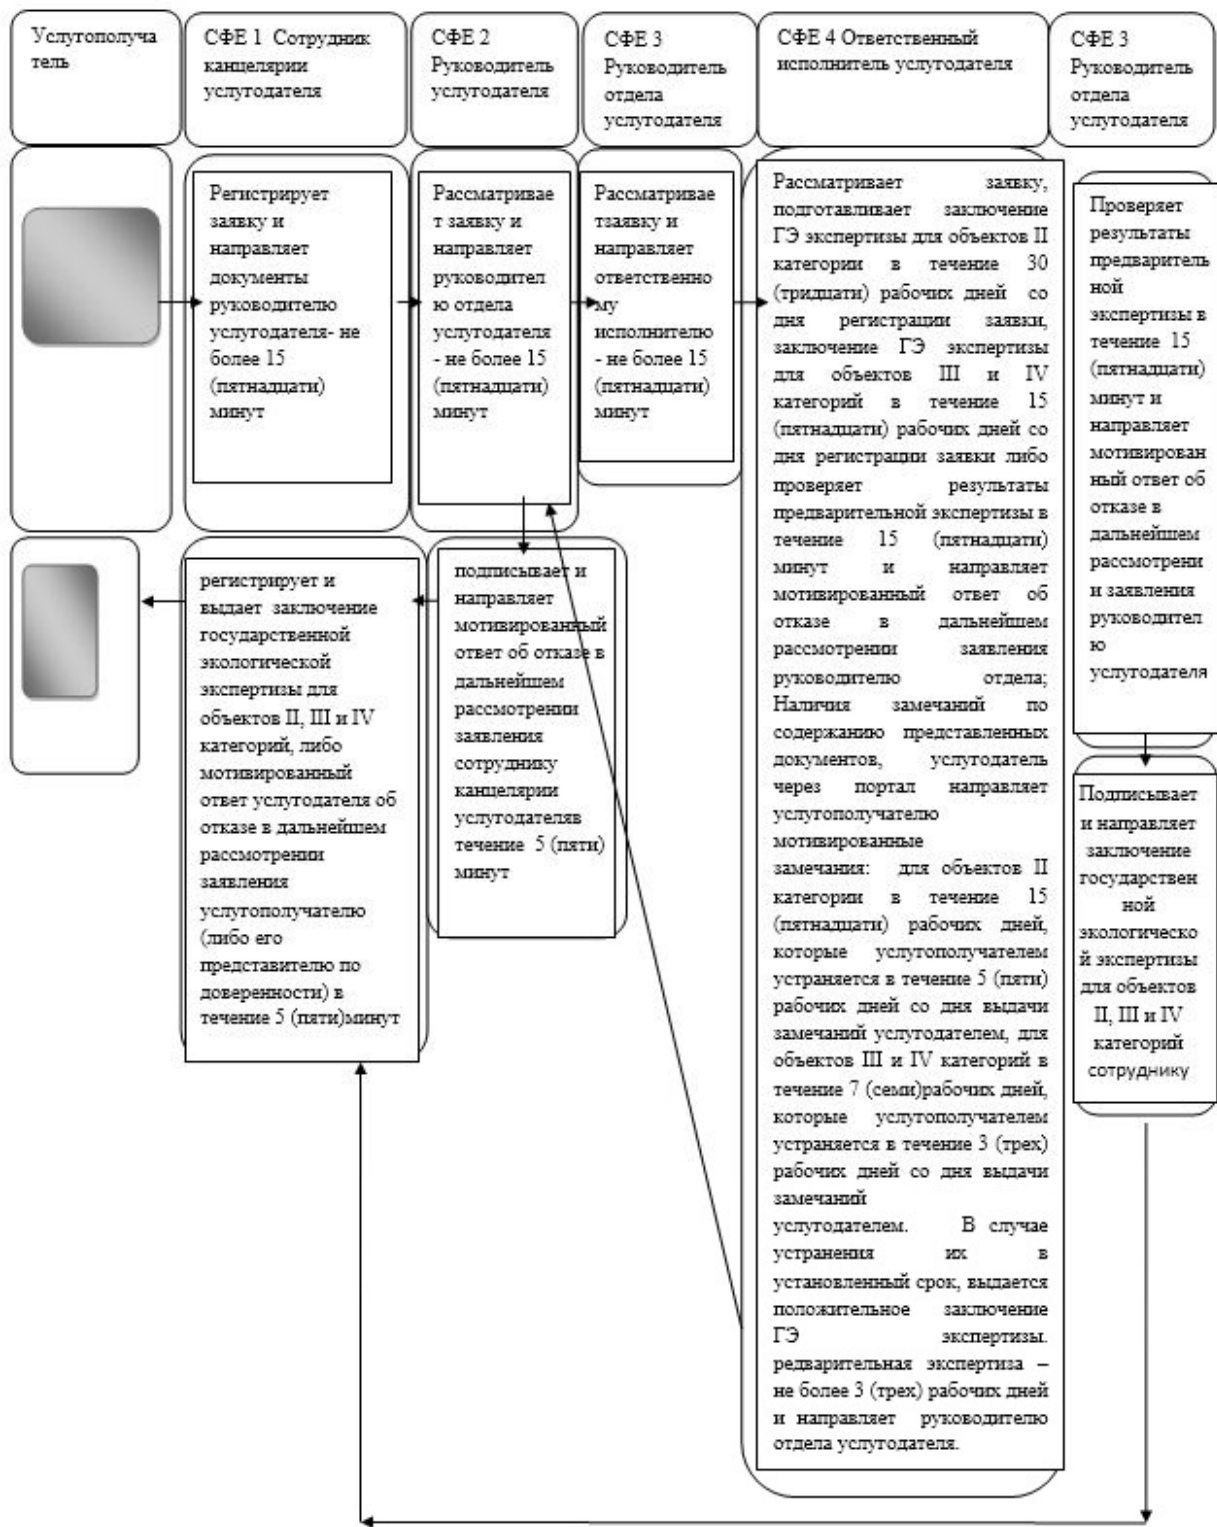 Услугополуча
тель
СФЕ 1 Сотрудник
канцелярии
услугодателя
СФЕ 2
Руководитель
услугодателя
СФЕ 3
Руководитель
отдела
услугодателя
СФЕ 4 Ответственный
исполнитель услугодателя
СФЕ 3
Руководитель
отдела
услугодателя
Регистрирует
заявку и
направляет
документы
руководителю
услугодателя- не
более 15
(пятнадцати)
минут
Рассматривае
т заявку и
направляет
руководител
ю отдела
услугодателя
- не более 15
(пятнадцати)
минут
Рассматривае
тзаявку и
направляет
ответственно
му
исполнителю
- не более 15
(пятнадцати)
минут
Рассматривает заявку,
подготавливает заключение
ГЭ экспертизы для объектов II
категории в течение 30
(тридцати) рабочих дней со
дня регистрации заявки,
заключение ГЭ экспертизы
для объектов III и IV
категорий в течение 15
(пятнадцати) рабочих дней со
дня регистрации заявки либо
проверяет результаты
предварительной экспертизы в
течение 15 (пятнадцати)
минут и направляет
мотивированный ответ об
отказе в дальнейшем
рассмотрении заявления
руководителю отдела;
Наличия замечаний по
содержанию представленных
документов, услугодатель
через портал направляет
услугополучателю
мотивированные
замечания: для объектов II
категории в течение 15
(пятнадцати) рабочих дней,
которые услугополучателем
устраняется в течение 5 (пяти)
рабочих дней со дня выдачи
замечаний услугодателем, для
объектов III и IV категорий в
течение 7 (семи)рабочих дней,
которые услугополучателем
устраняется в течение 3 (трех)
рабочих дней со дня выдачи
замечаний
услугодателем. В случае
устранения их в
установленный срок, выдается
положительное заключение
ГЭ экспертизы.
редварительная экспертиза –
не более 3 (трех) рабочих дней
и направляет руководителю
отдела услугодателя.
Проверяет
результаты
предваритель
ной
экспертизы в
течение 15
(пятнадцати)
минут и
направляет
мотивирован
ный ответ об
отказе в
дальнейшем
рассмотрени
и заявления
руководител
ю
услугодателя
регистрирует и
выдает заключение
государственной
экологической
экспертизы для
объектов II, III и IV
категорий, либо
мотивированный
ответ услугодателя об
отказе в дальнейшем
рассмотрении
заявления
услугополучателю
(либо его
представителю по
доверенности) в
течение 5 (пяти)минут
подписывает и
направляет
мотивированный
ответ об отказе в
дальнейшем
рассмотрении
заявления
сотруднику
канцелярии
услугодателяв
течение 5 (пяти)
минут
Подписывает
и направляет
заключение
государствен
ной
экологическо
й экспертизы
для объектов
II, III и IV
категорий
сотруднику